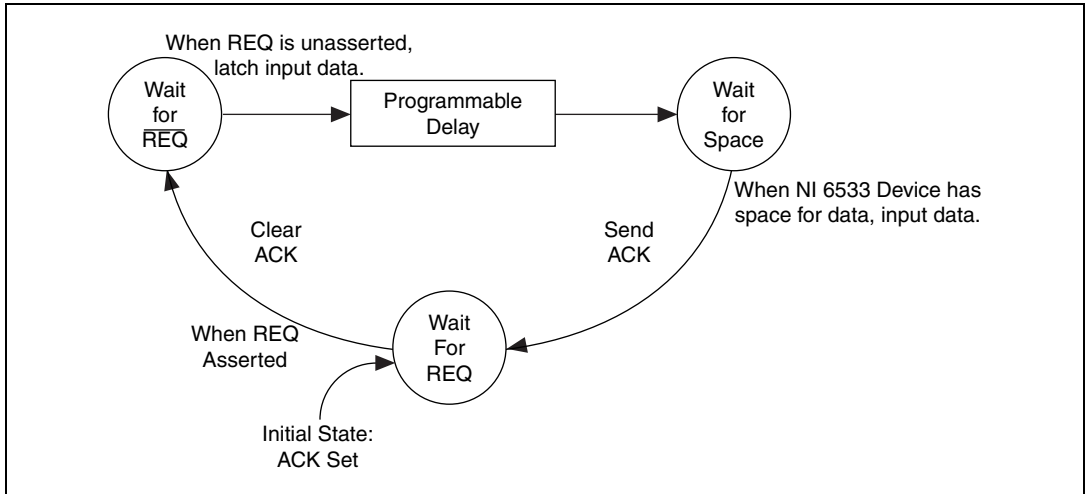 When REQ is unasserted,
latch input data.
Wait
for
R̅E̅Q̅
Programmable
Delay
Wait
for
Space
When NI 6533 Device has
space for data, input data.
Clear
ACK
Send
ACK
When REQ
Asserted
Wait
For
REQ
Initial State:
ACK Set